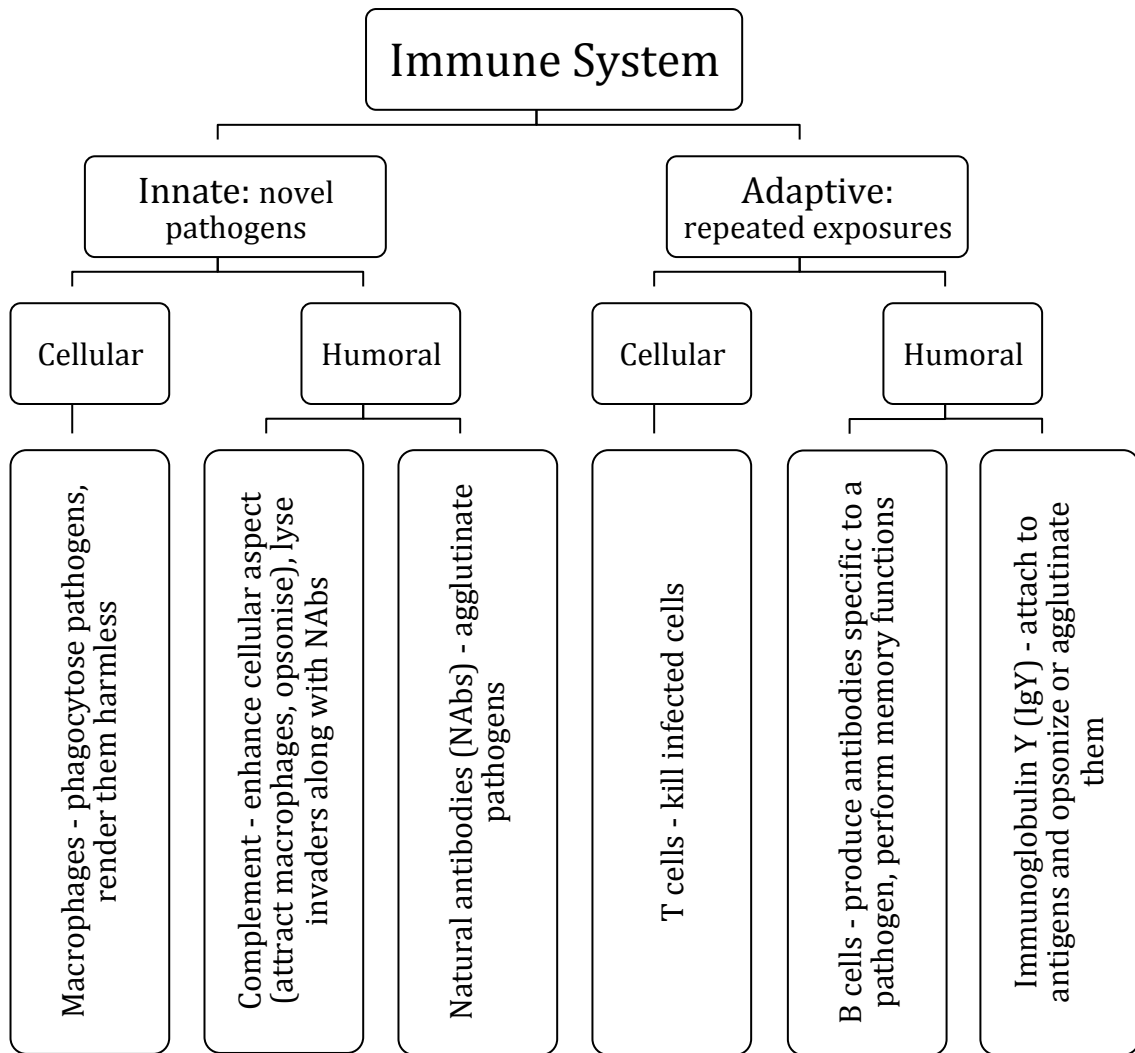 Immune System
Innate: novel
pathogens
Adaptive:
repeated exposures
Cellular
Humoral
Cellular
Humoral
Macrophages - phagocytose pathogens,
render them harmless
Complement - enhance cellular aspect
(attract macrophages, opsonise), lyse
invaders along with NAbs
Natural antibodies (NAbs) - agglutinate
pathogens
T cells - kill infected cells
B cells - produce antibodies specific to a
pathogen, perform memory functions
Immunoglobulin Y (IgY) - attach to
antigens and opsonize or agglutinate
them